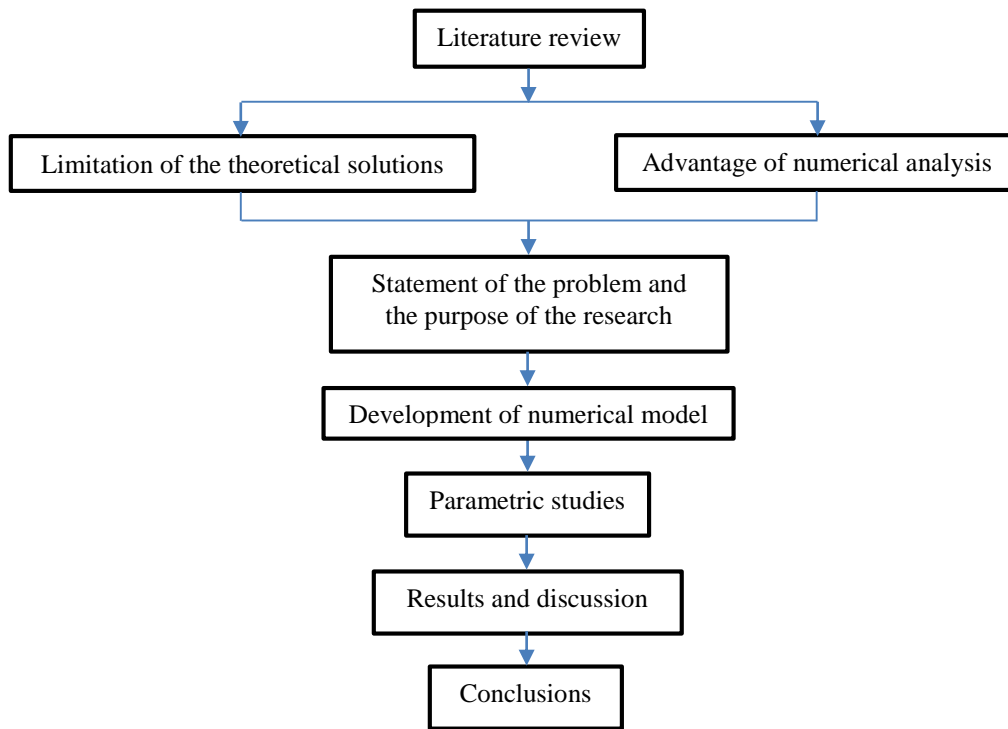 Literature review
Limitation of the theoretical solutions
Advantage of numerical analysis
Statement of the problem and
the purpose of the research
Development of numerical model
Parametric studies
Results and discussion
Conclusions